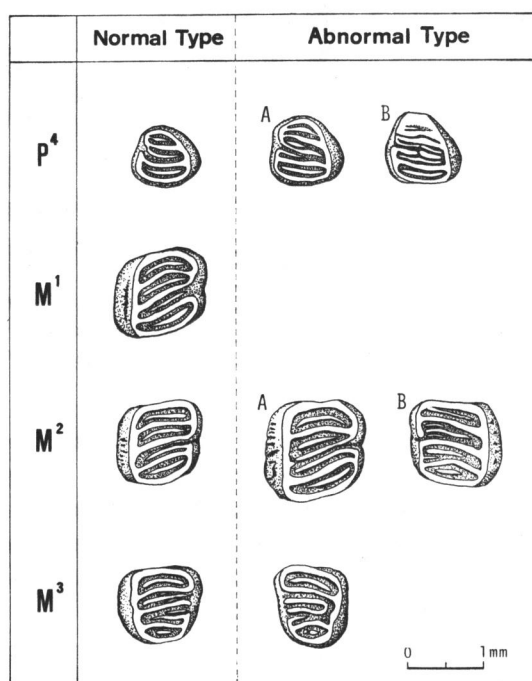 Normal Type Abnormal Type
P⁴ A B
M¹
M² A B
M³
0 1mm